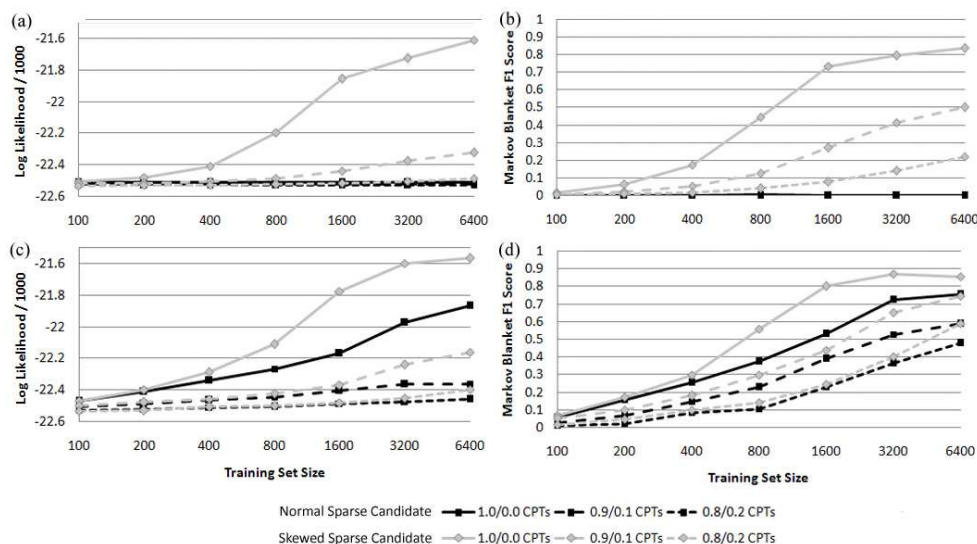 (a)
Log Likelihood / 1000
-21.6
-21.8
-22
-22.2
-22.4
-22.6
100 200 400 800 1600 3200 6400
(b)
Markov Blanket F1 Score
1
0.9
0.8
0.7
0.6
0.5
0.4
0.3
0.2
0.1
0
100 200 400 800 1600 3200 6400
(c)
Log Likelihood / 1000
-21.6
-21.8
-22
-22.2
-22.4
-22.6
100 200 400 800 1600 3200 6400
Training Set Size
(d)
Markov Blanket F1 Score
1
0.9
0.8
0.7
0.6
0.5
0.4
0.3
0.2
0.1
0
100 200 400 800 1600 3200 6400
Training Set Size
Normal Sparse Candidate 1.0/0.0 CPTs 0.9/0.1 CPTs 0.8/0.2 CPTs
Skewed Sparse Candidate 1.0/0.0 CPTs 0.9/0.1 CPTs 0.8/0.2 CPTs